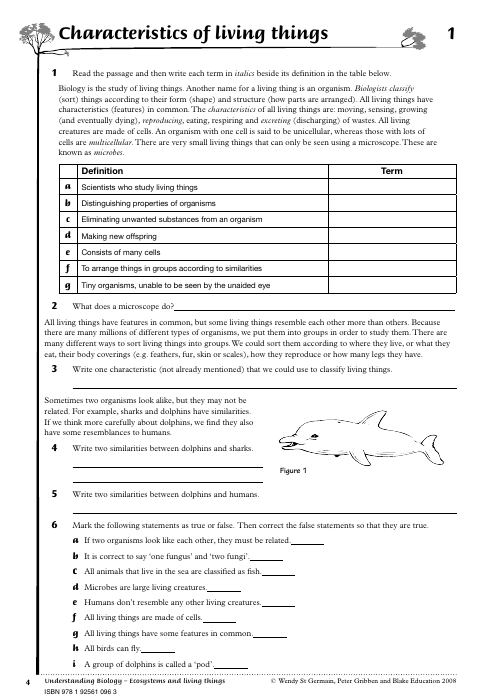 Characteristics of living things
1
1 Read the passage and then write each term in italics beside its definition in the table below.
Biology is the study of living things. Another name for a living thing is an organism. Biologists classify
(sort) things according to their form (shape) and structure (how parts are arranged). All living things have
characteristics (features) in common. The characteristics of all living things are: moving, sensing, growing
(and eventually dying), reproducing, eating, respiring and excreting (discharging) of wastes. All living
creatures are made of cells. An organism with one cell is said to be unicellular, whereas those with lots of
cells are multicellular. There are very small living things that can only be seen using a microscope. These are
known as microbes.
Definition Term
a Scientists who study living things
b Distinguishing properties of organisms
c Eliminating unwanted substances from an organism
d Making new offspring
e Consists of many cells
f To arrange things in groups according to similarities
g Tiny organisms, unable to be seen by the unaided eye
2 What does a microscope do?
All living things have features in common, but some living things resemble each other more than others. Because
there are many millions of different types of organisms, we put them into groups in order to study them. There are
many different ways to sort living things into groups. We could sort them according to where they live, or what they
eat, their body coverings (e.g. feathers, fur, skin or scales), how they reproduce or how many legs they have.
3 Write one characteristic (not already mentioned) that we could use to classify living things.
Sometimes two organisms look alike, but they may not be
related. For example, sharks and dolphins have similarities.
If we think more carefully about dolphins, we find they also
have some resemblances to humans.
4 Write two similarities between dolphins and sharks.
Figure 1
5 Write two similarities between dolphins and humans.
6 Mark the following statements as true or false. Then correct the false statements so that they are true.
a If two organisms look like each other, they must be related.
b It is correct to say ‘one fungus’ and ‘two fungi’.
c All animals that live in the sea are classified as fish.
d Microbes are large living creatures.
e Humans don’t resemble any other living creatures.
f All living things are made of cells.
g All living things have some features in common.
h All birds can fly.
i A group of dolphins is called a ‘pod’.
4 Understanding Biology – Ecosystems and living things © Wendy St Germain, Peter Gribben and Blake Education 2008
ISBN 978 1 92561 096 3